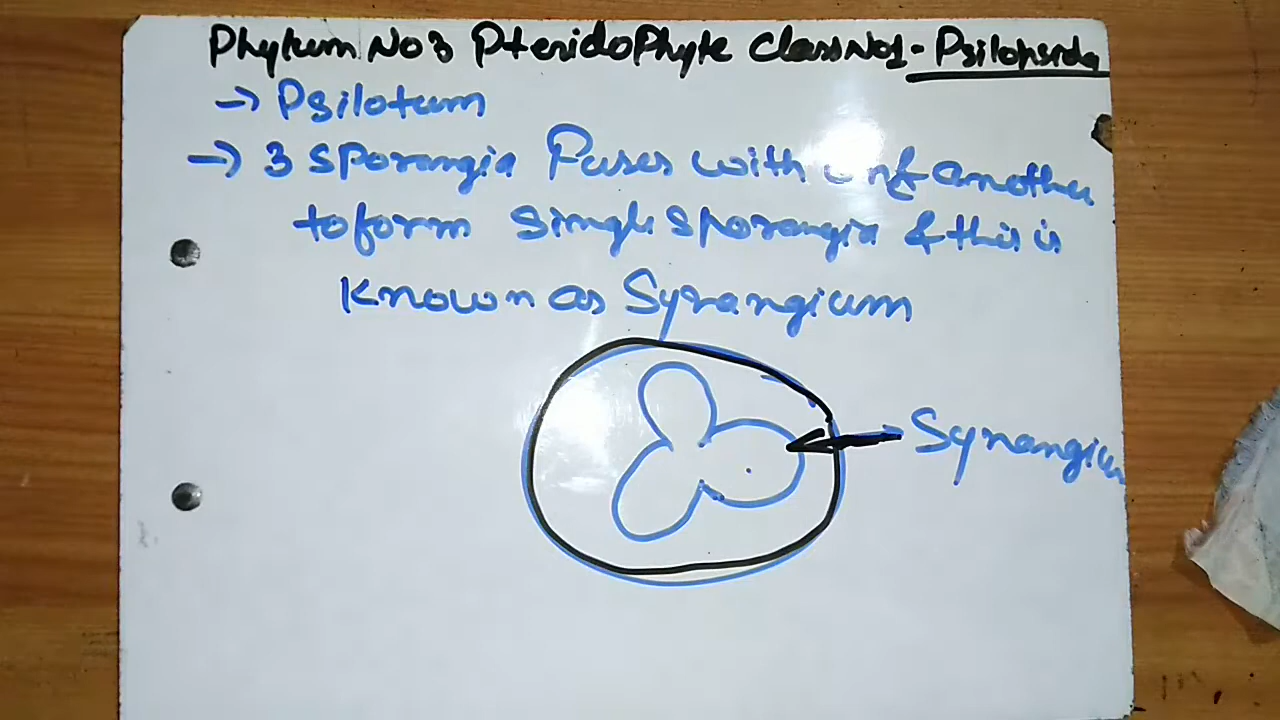 Phylum No 3 Pteridophyte Class No 1 - Psilopsida
→ Psilotum
→ 3 sporangia Fuses with another
to form single sporangia & this is
Known as Synangium
Synangium